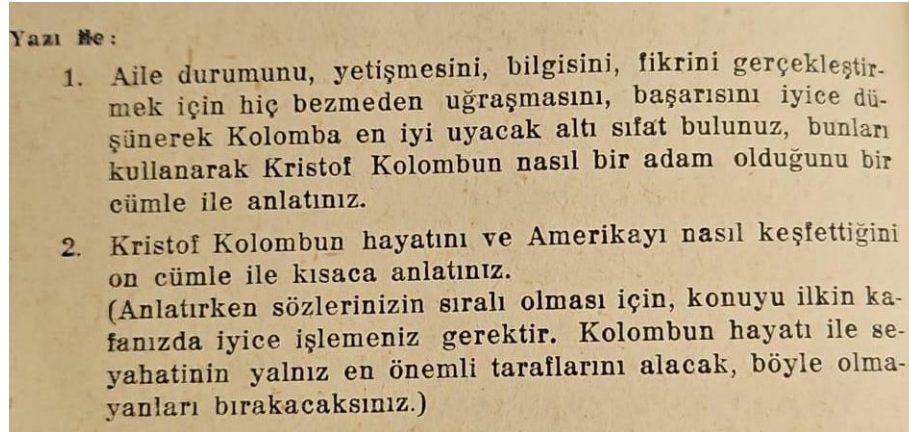 Yazı ile:
1. Aile durumunu, yetişmesini, bilgisini, fikrini gerçekleştir-
mek için hiç bezmeden uğraşmasını, başarısını iyice dü-
şünerek Kolomba en iyi uyacak altı sıfat bulunuz, bunları
kullanarak Kristof Kolombun nasıl bir adam olduğunu bir
cümle ile anlatınız.
2. Kristof Kolombun hayatını ve Amerikayı nasıl keşfettiğini
on cümle ile kısaca anlatınız.
(Anlatırken sözlerinizin sıralı olması için, konuyu ilkin ka-
fanızda iyice işlemeniz gerektir. Kolombun hayatı ile se-
yahatinin yalnız en önemli taraflarını alacak, böyle olma-
yanları bırakacaksınız.)